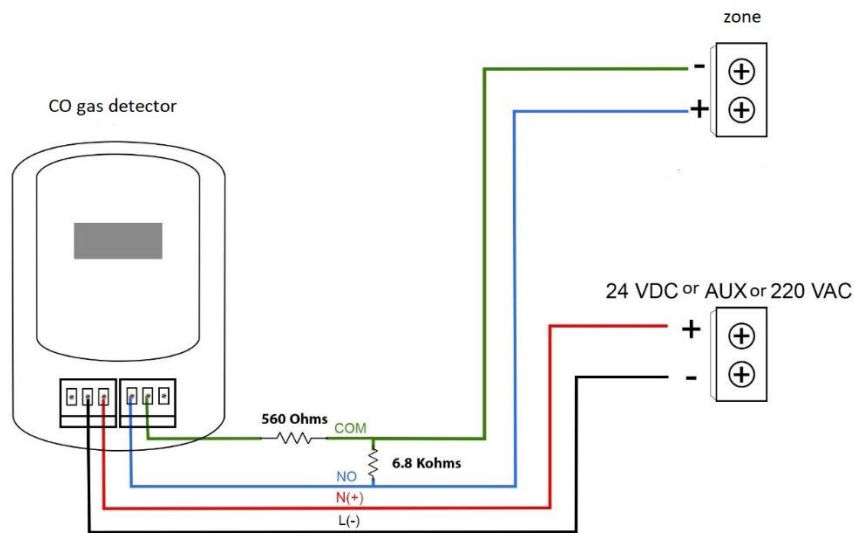 zone
-
+
CO gas detector
24 VDC or AUX or 220 VAC
+
-
560 Ohms
COM
6.8 Kohms
NO
N(+)
L(-)